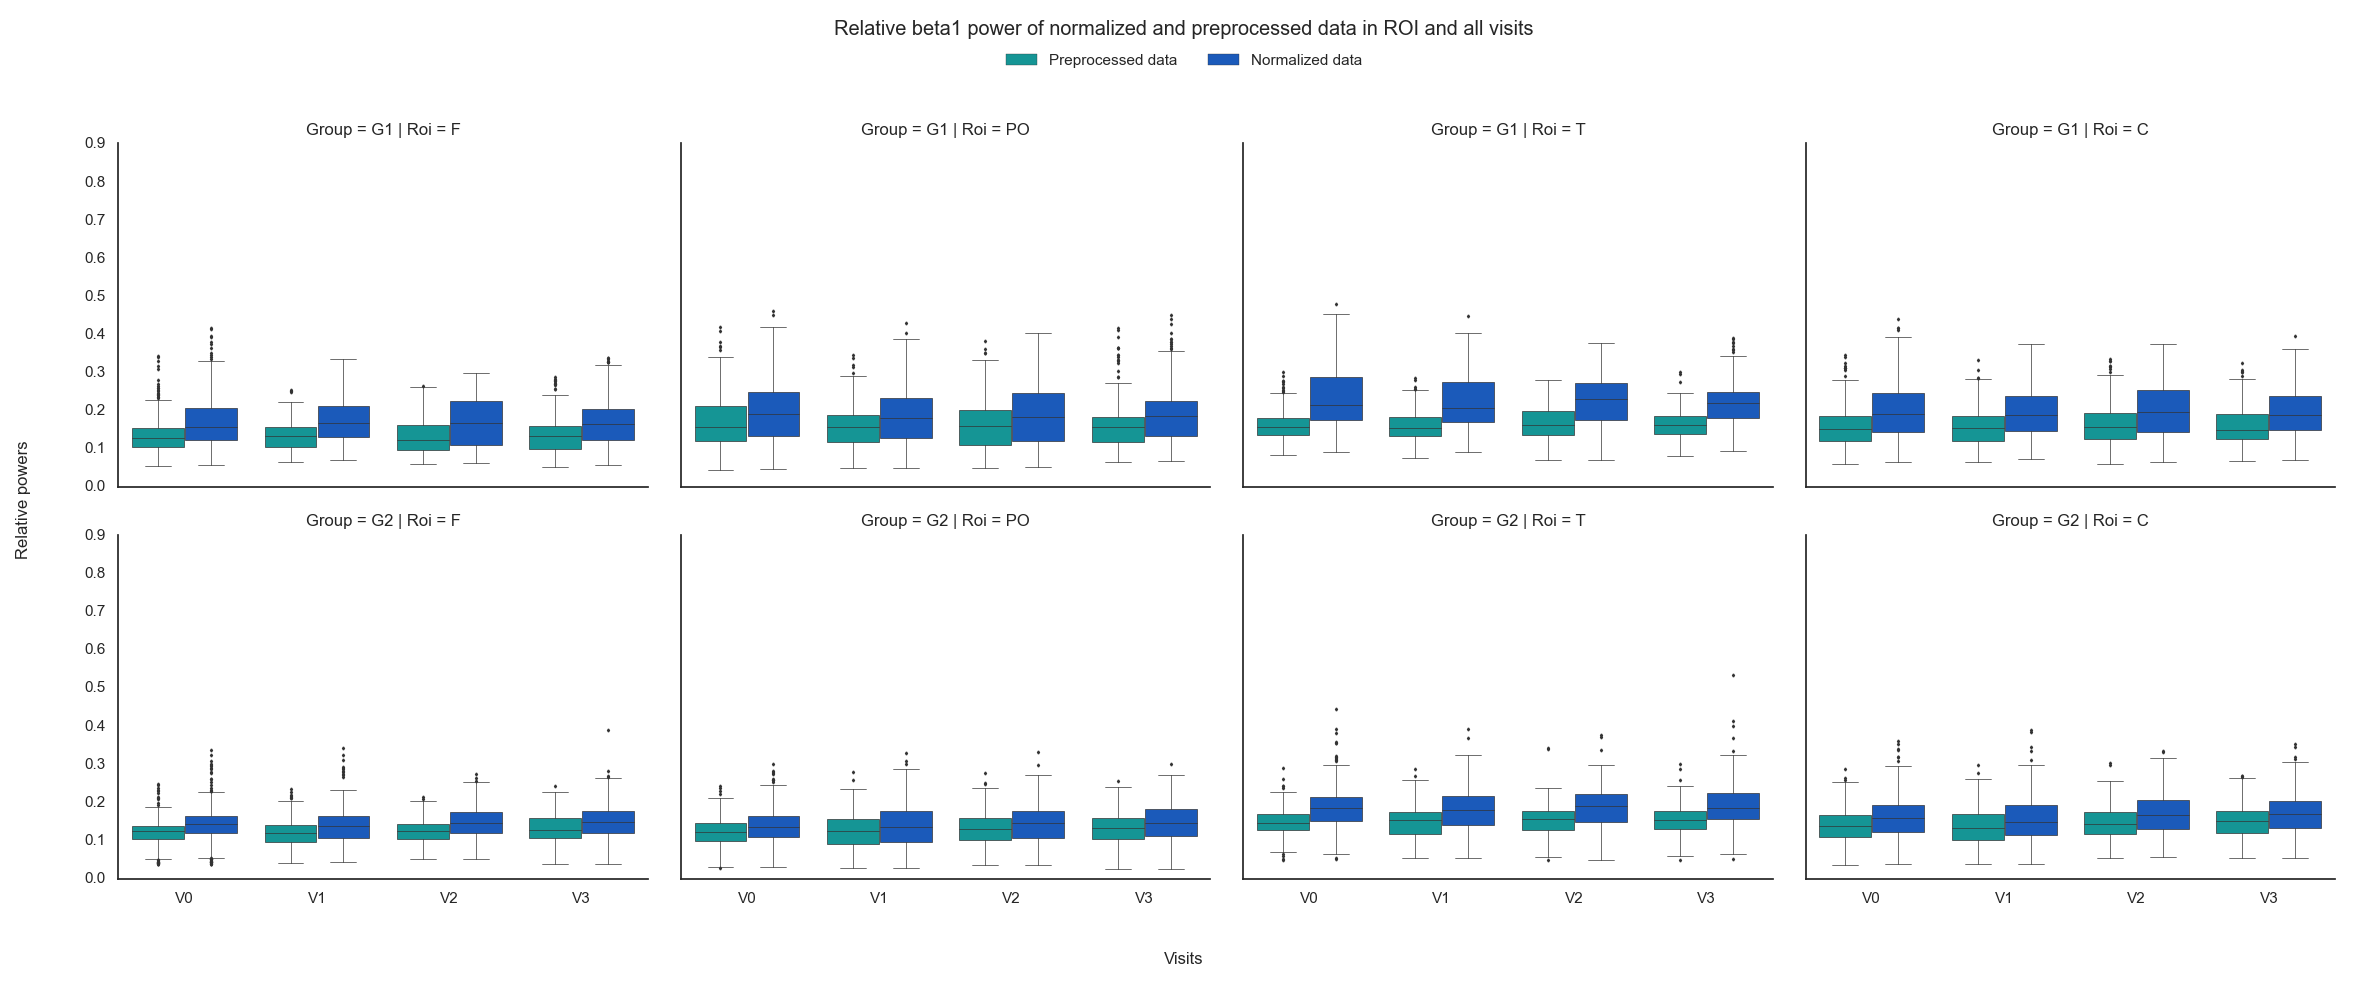 Relative beta1 power of normalized and preprocessed data in ROI and all visits
Preprocessed data
Normalized data
Group = G1 | Roi = F
Group = G1 | Roi = PO
Group = G1 | Roi = T
Group = G1 | Roi = C
0.9
0.8
0.7
0.6
0.5
0.4
0.3
0.2
0.1
0.0
Relative powers
Group = G2 | Roi = F
Group = G2 | Roi = PO
Group = G2 | Roi = T
Group = G2 | Roi = C
0.9
0.8
0.7
0.6
0.5
0.4
0.3
0.2
0.1
0.0
V0 V1 V2 V3
V0 V1 V2 V3
V0 V1 V2 V3
V0 V1 V2 V3
Visits